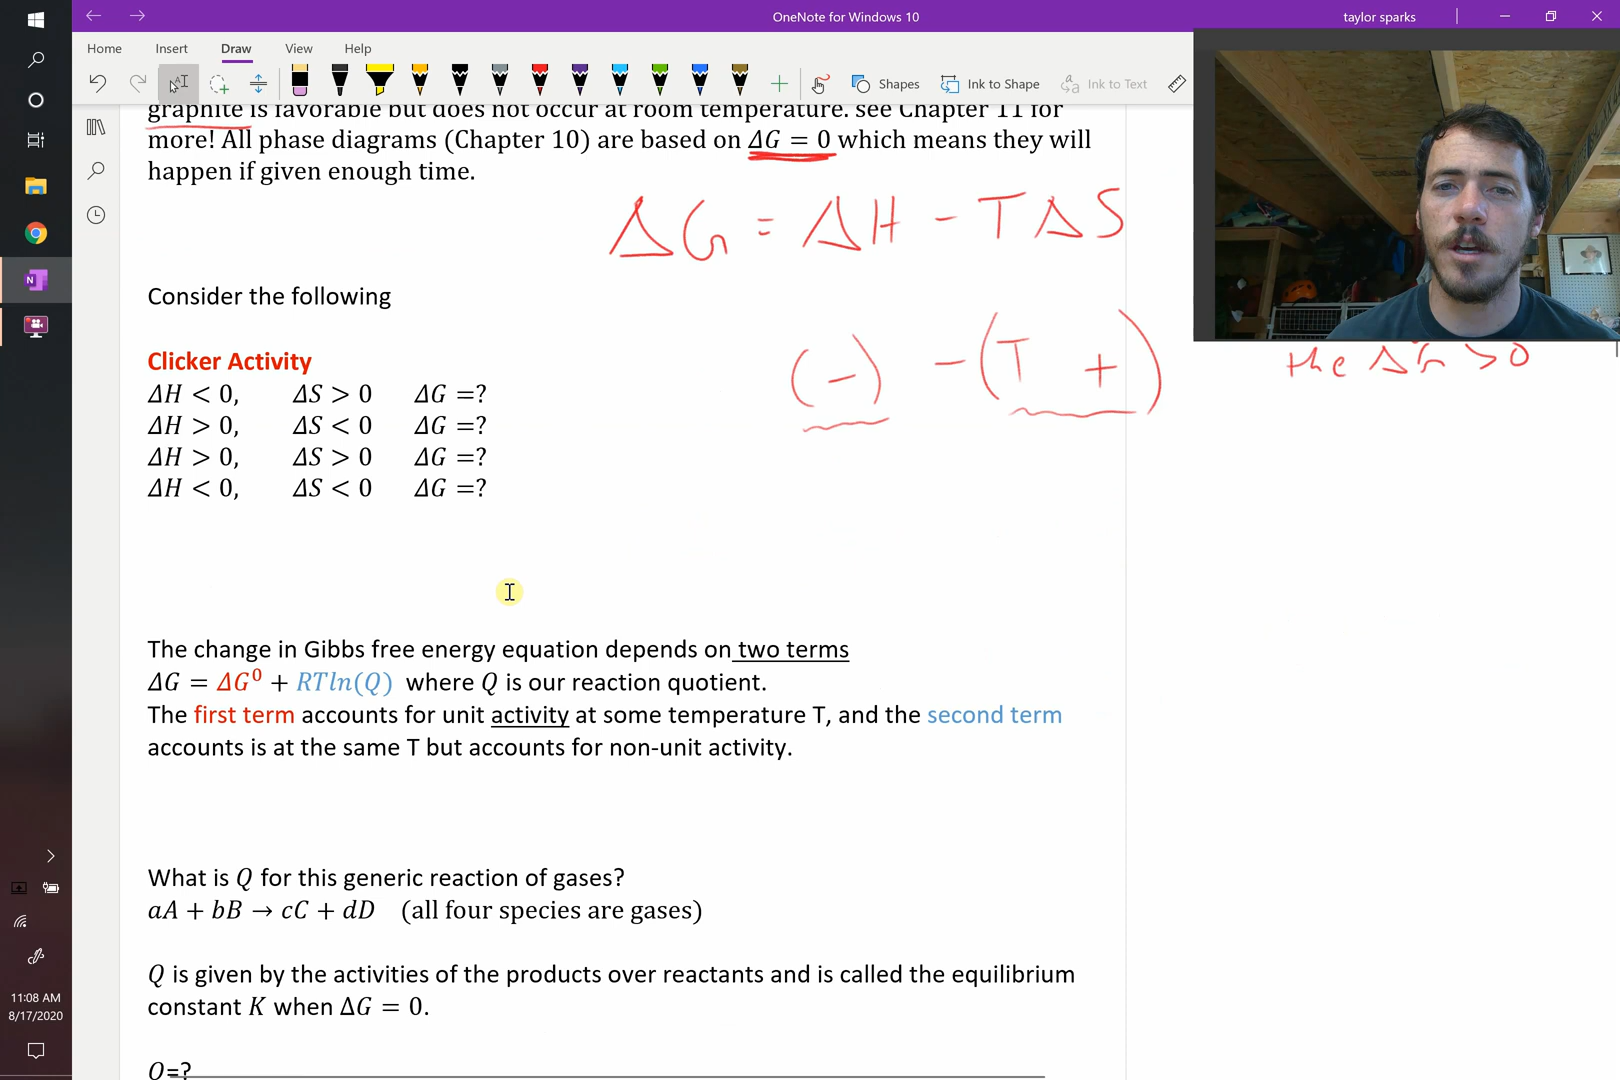 OneNote for Windows 10
taylor sparks
Home Insert Draw View Help
Shapes Ink to Shape Ink to Text
graphite is favorable but does not occur at room temperature. see Chapter 11 for
more! All phase diagrams (Chapter 10) are based on ΔG = 0 which means they will
happen if given enough time.
ΔG = ΔH - TΔS
Consider the following
(-) - (T +)
the ΔG > 0
Clicker Activity
ΔH < 0, ΔS > 0 ΔG =?
ΔH > 0, ΔS < 0 ΔG =?
ΔH > 0, ΔS > 0 ΔG =?
ΔH < 0, ΔS < 0 ΔG =?
The change in Gibbs free energy equation depends on two terms
ΔG = ΔG⁰ + RTln(Q) where Q is our reaction quotient.
The first term accounts for unit activity at some temperature T, and the second term
accounts is at the same T but accounts for non-unit activity.
What is Q for this generic reaction of gases?
aA + bB → cC + dD (all four species are gases)
Q is given by the activities of the products over reactants and is called the equilibrium
constant K when ΔG = 0.
Q=?
11:08 AM
8/17/2020